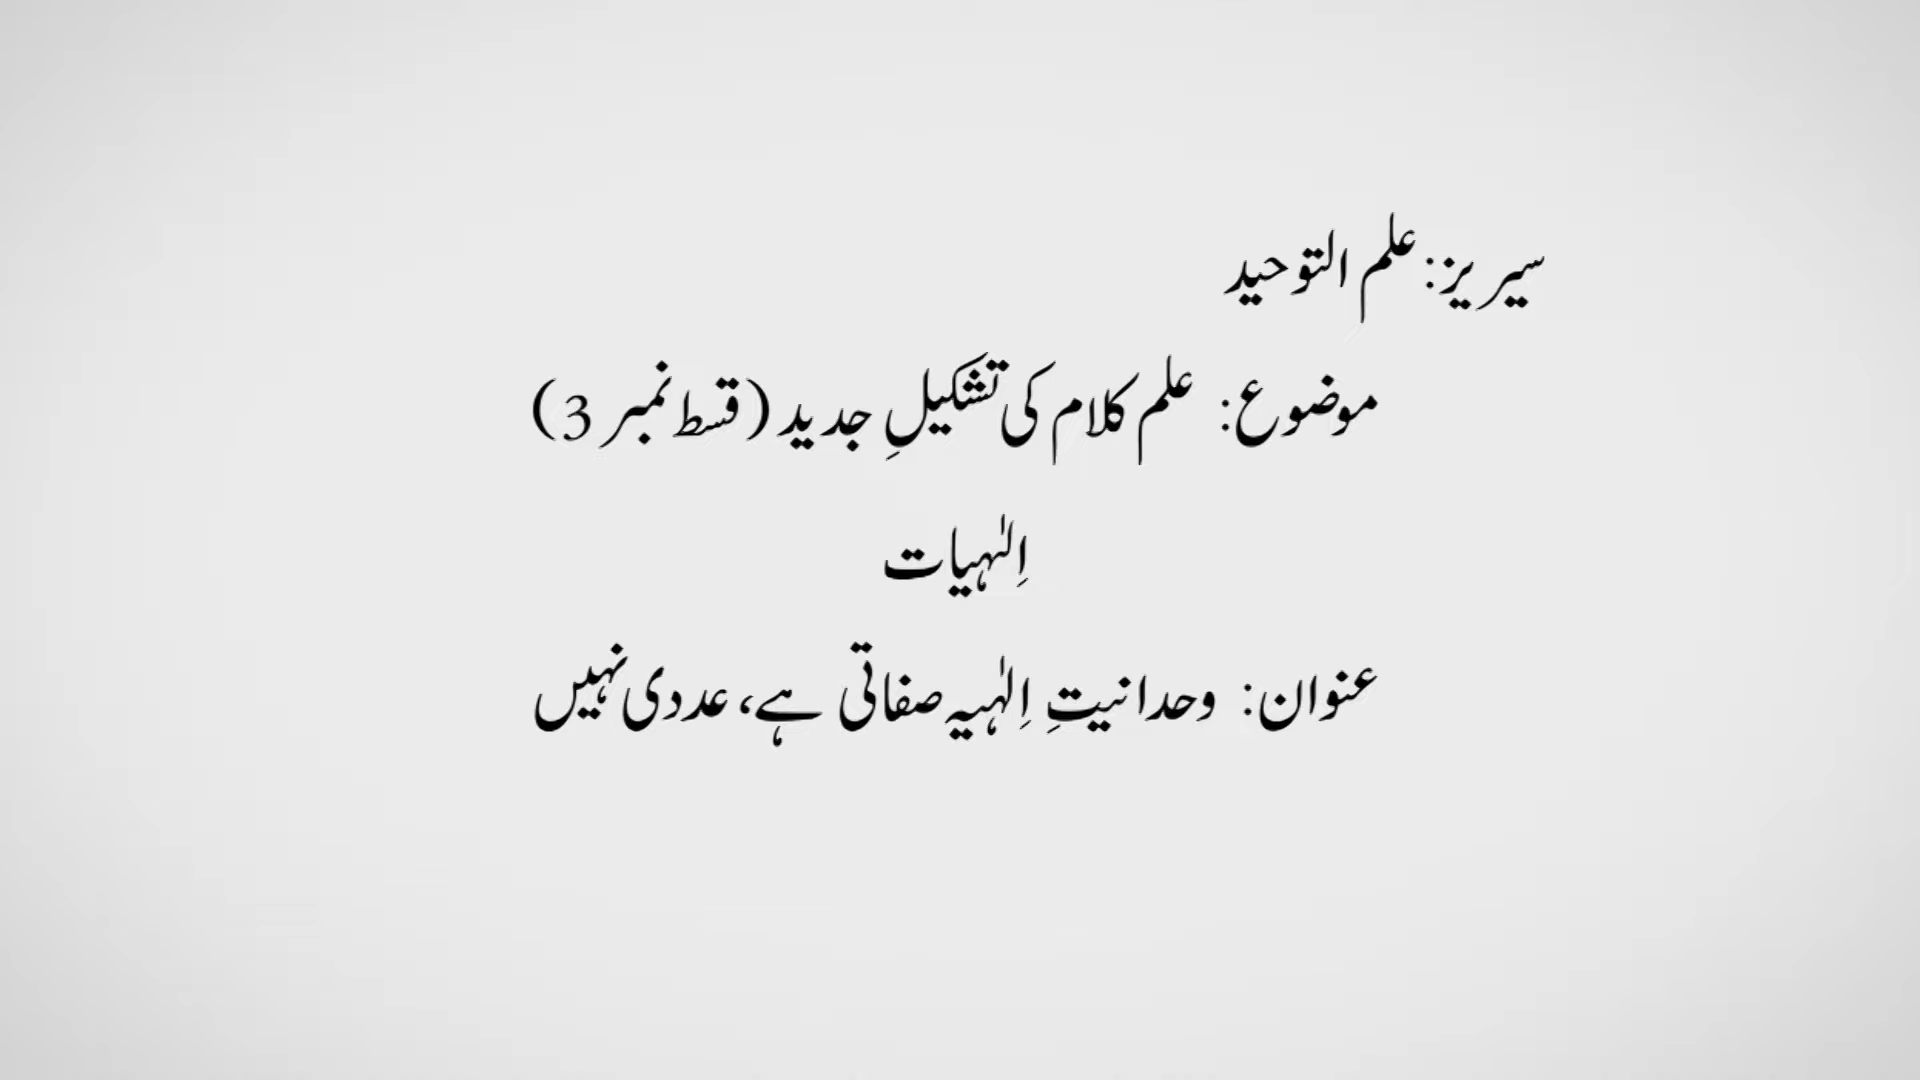 سیریز: علم التوحید
موضوع: علم کلام کی تشکیلِ جدید (قسط نمبر 3)
اِلٰہیات
عنوان: وحدانیتِ اِلٰہیہ صفاتی ہے، عددی نہیں